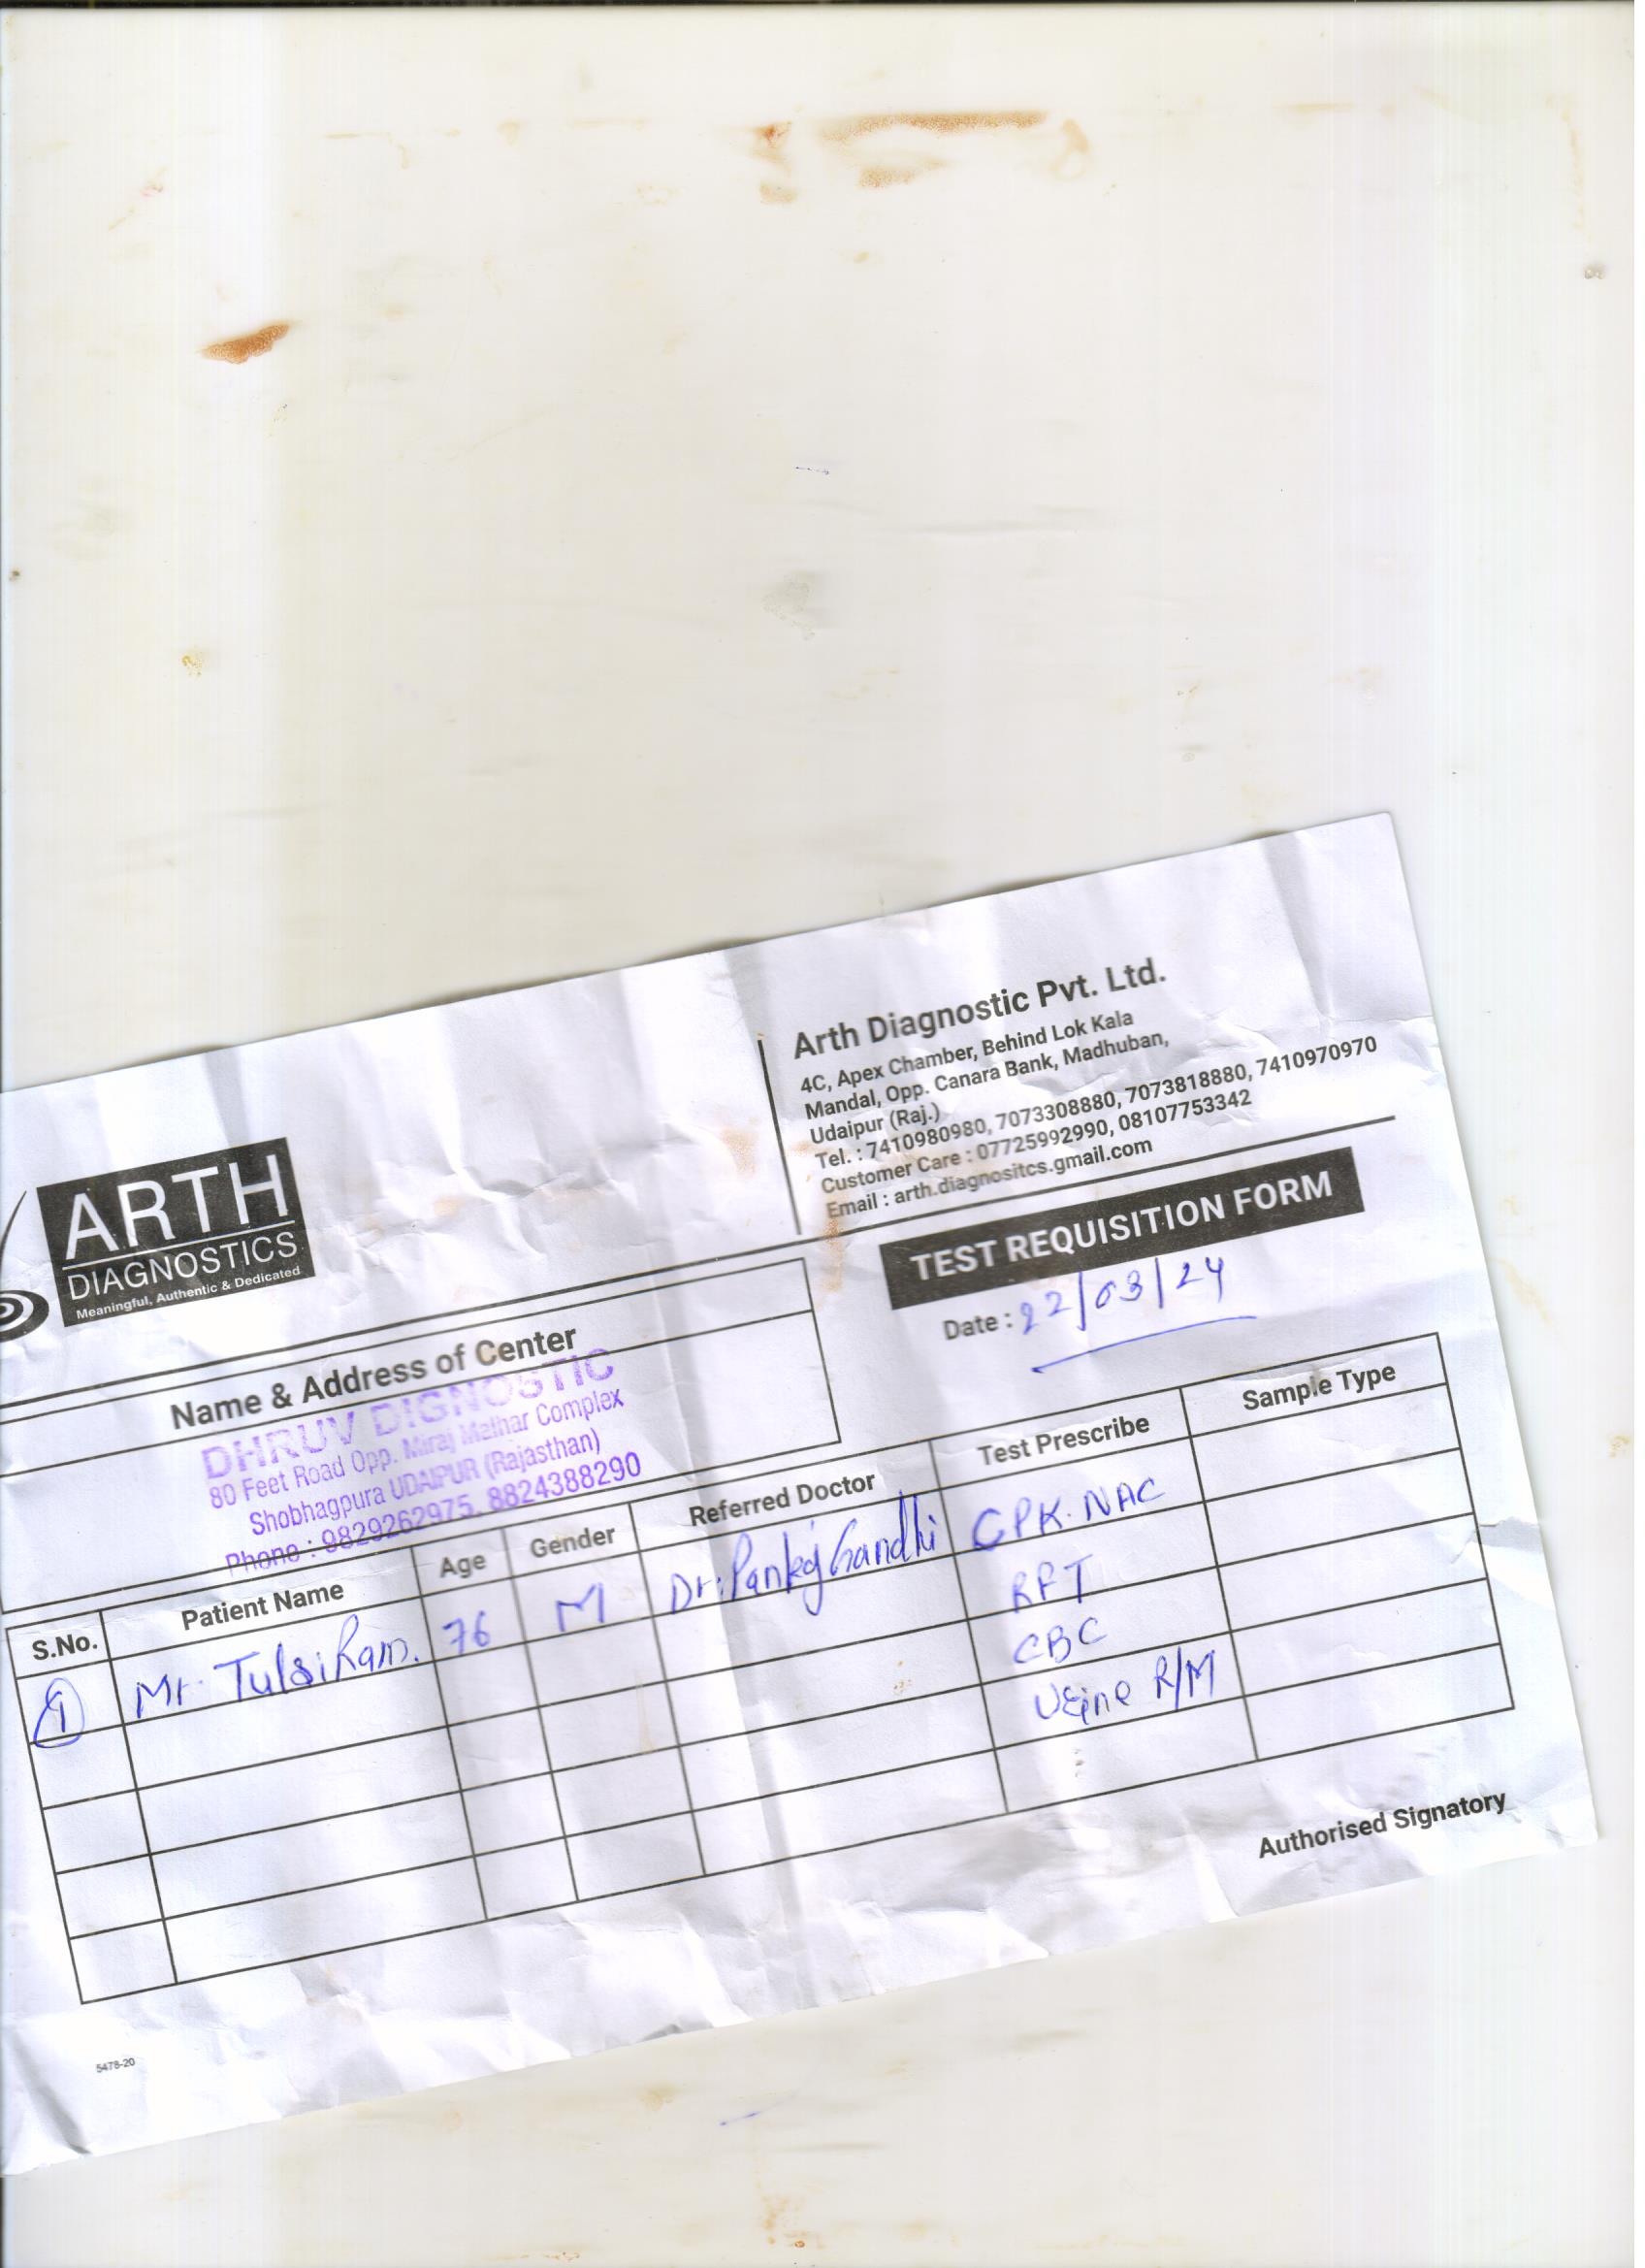 ARTH
DIAGNOSTICS
Meaningful, Authentic & Dedicated
Arth Diagnostic Pvt. Ltd.
4C, Apex Chamber, Behind Lok Kala
Mandal, Opp. Canara Bank, Madhuban,
Udaipur (Raj.)
Tel. : 7410980980, 7073308880, 7073818880, 7410970970
Customer Care : 07725992990, 08107753342
Email : arth.diagnositcs.gmail.com
TEST REQUISITION FORM
Date : 22/03/24
Name & Address of Center
DHRUV DIGNOSTIC
80 Feet Road Opp. Miraj Malhar Complex
Shobhagpura UDAIPUR (Rajasthan)
Phone : 9829262975, 8824388290
S.No. Patient Name Age Gender Referred Doctor Test Prescribe Sample Type
1 Mr. Tulsiram. 76 M Dr. Pankaj Gandhi CPK. NAC
RFT
CBC
Urine R/M
Authorised Signatory
5478-20